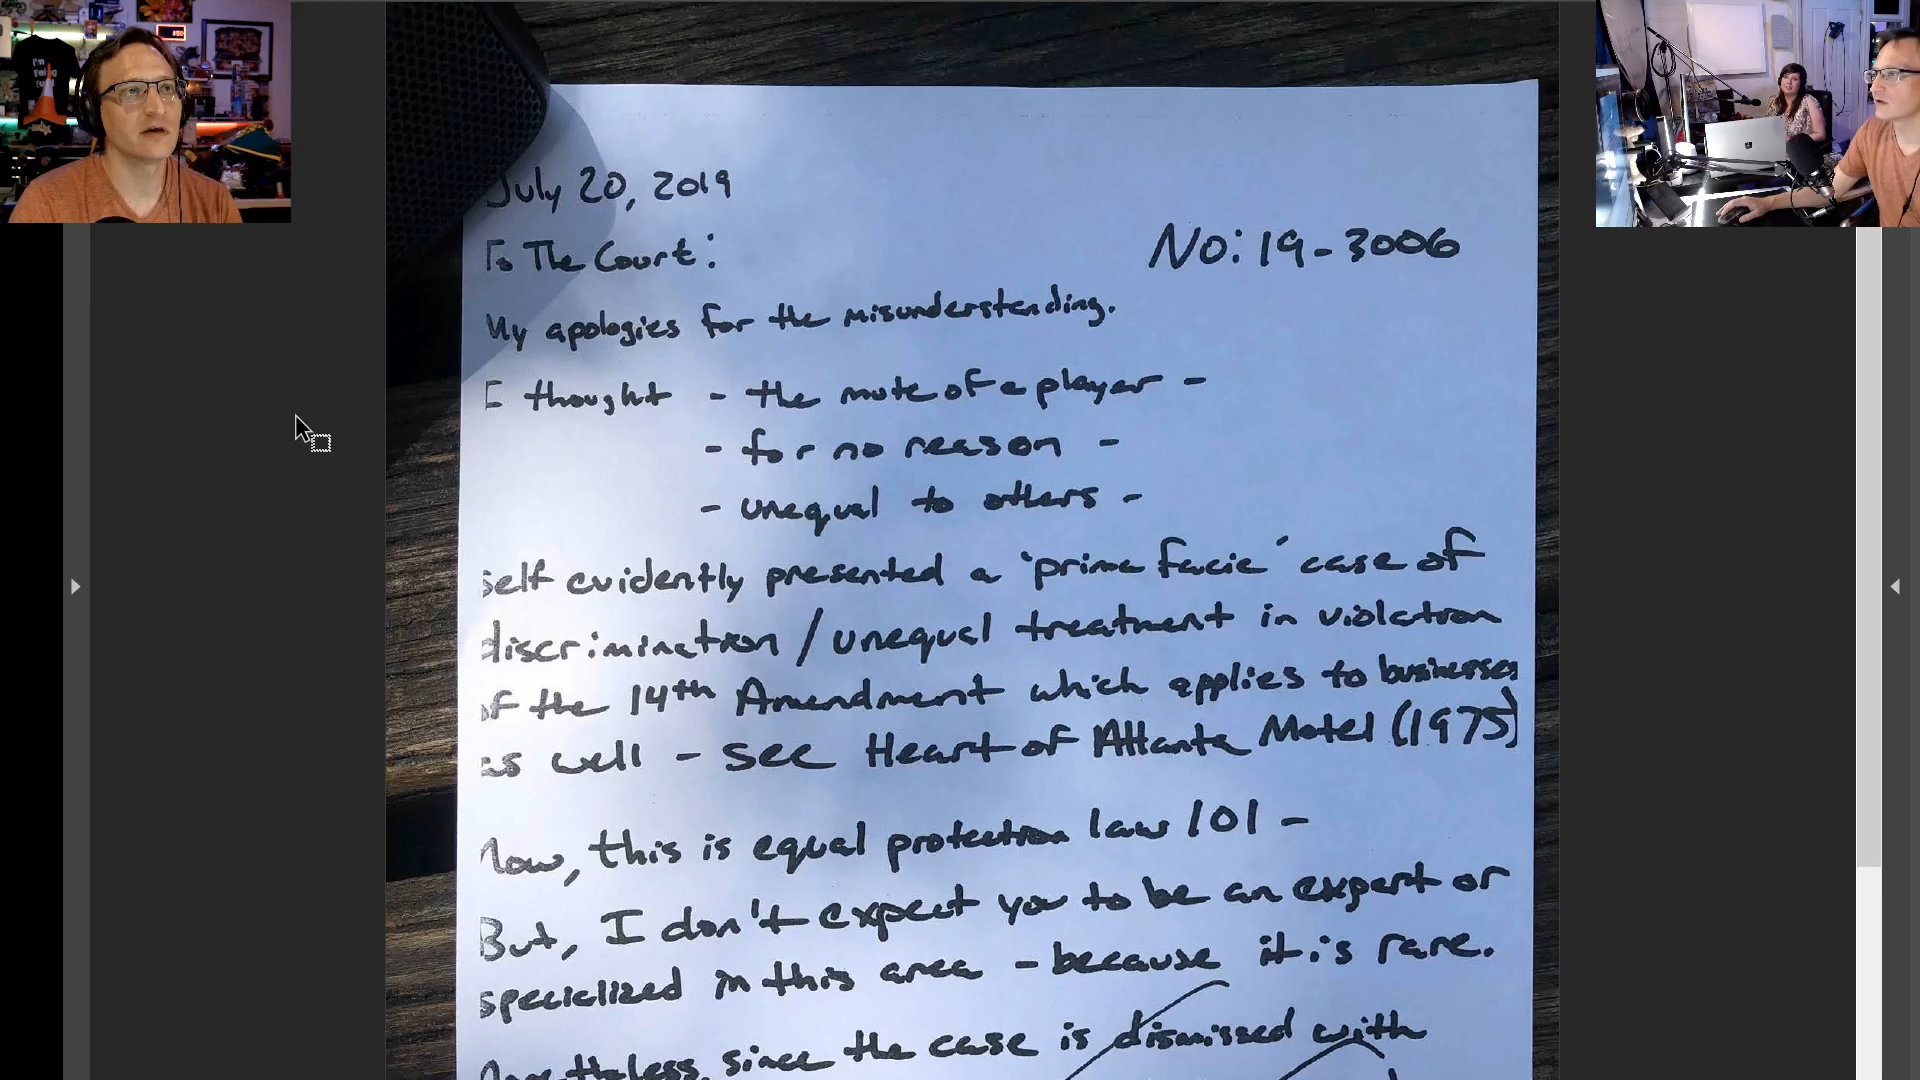 July 20, 2019
To The Court:
No: 19-3006
My apologies for the misunderstanding.
I thought - the mute of a player -
- for no reason -
- unequal to others -
self evidently presented a 'prima facie' case of
discrimination / unequal treatment in violation
of the 14th Amendment which applies to businesses
as well - see Heart of Atlanta Motel (1975)
Now, this is equal protection law 101 -
But, I don't expect you to be an expert or
specialized in this area - because it is rare.
Nonetheless, since the case is dismissed with